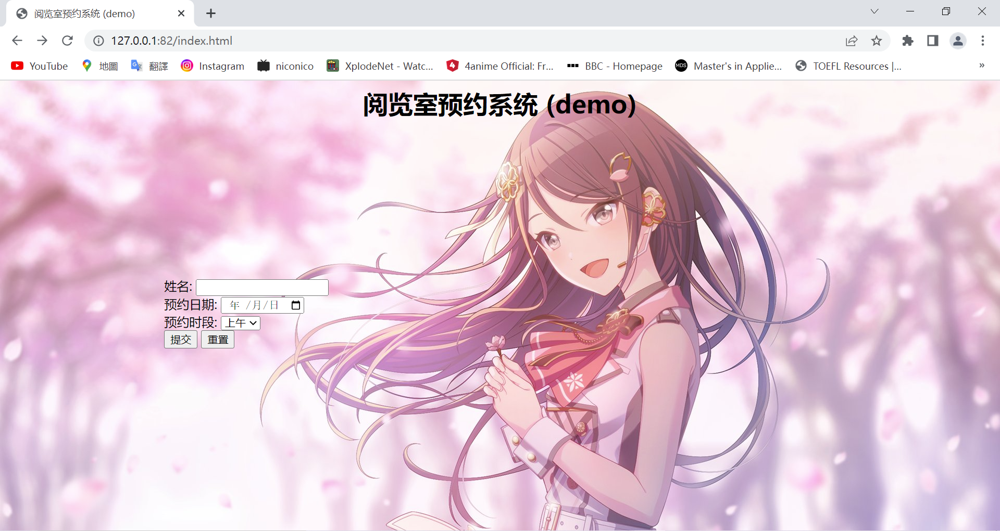 阅览室预约系统 (demo)
127.0.0.1:82/index.html
YouTube 地圖 翻譯 Instagram niconico XplodeNet - Watc... 4anime Official: Fr... BBC - Homepage MDS Master's in Applie... TOEFL Resources |... »
阅览室预约系统 (demo)
姓名:
预约日期: 年 /月/日
预约时段: 上午
提交 重置